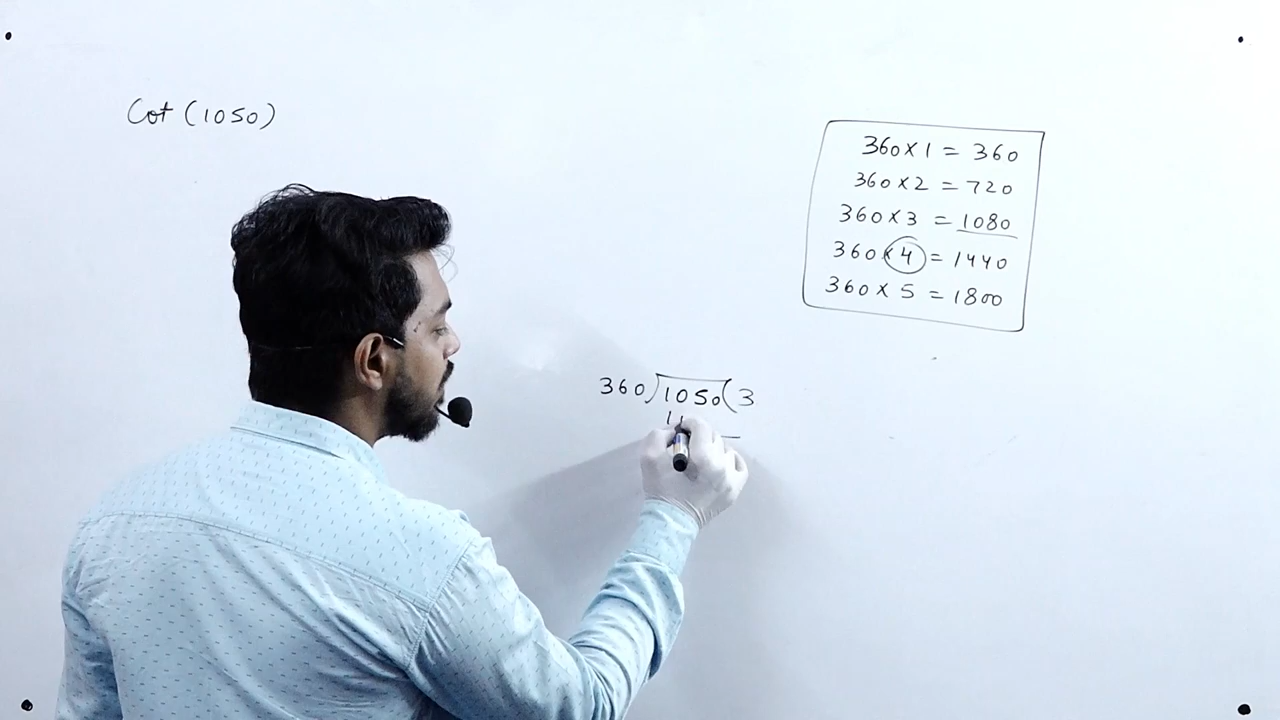 Cot (1050)
360 × 1 = 360
360 × 2 = 720
360 × 3 = 1080
360 × 4 = 1440
360 × 5 = 1800
360)1050(3